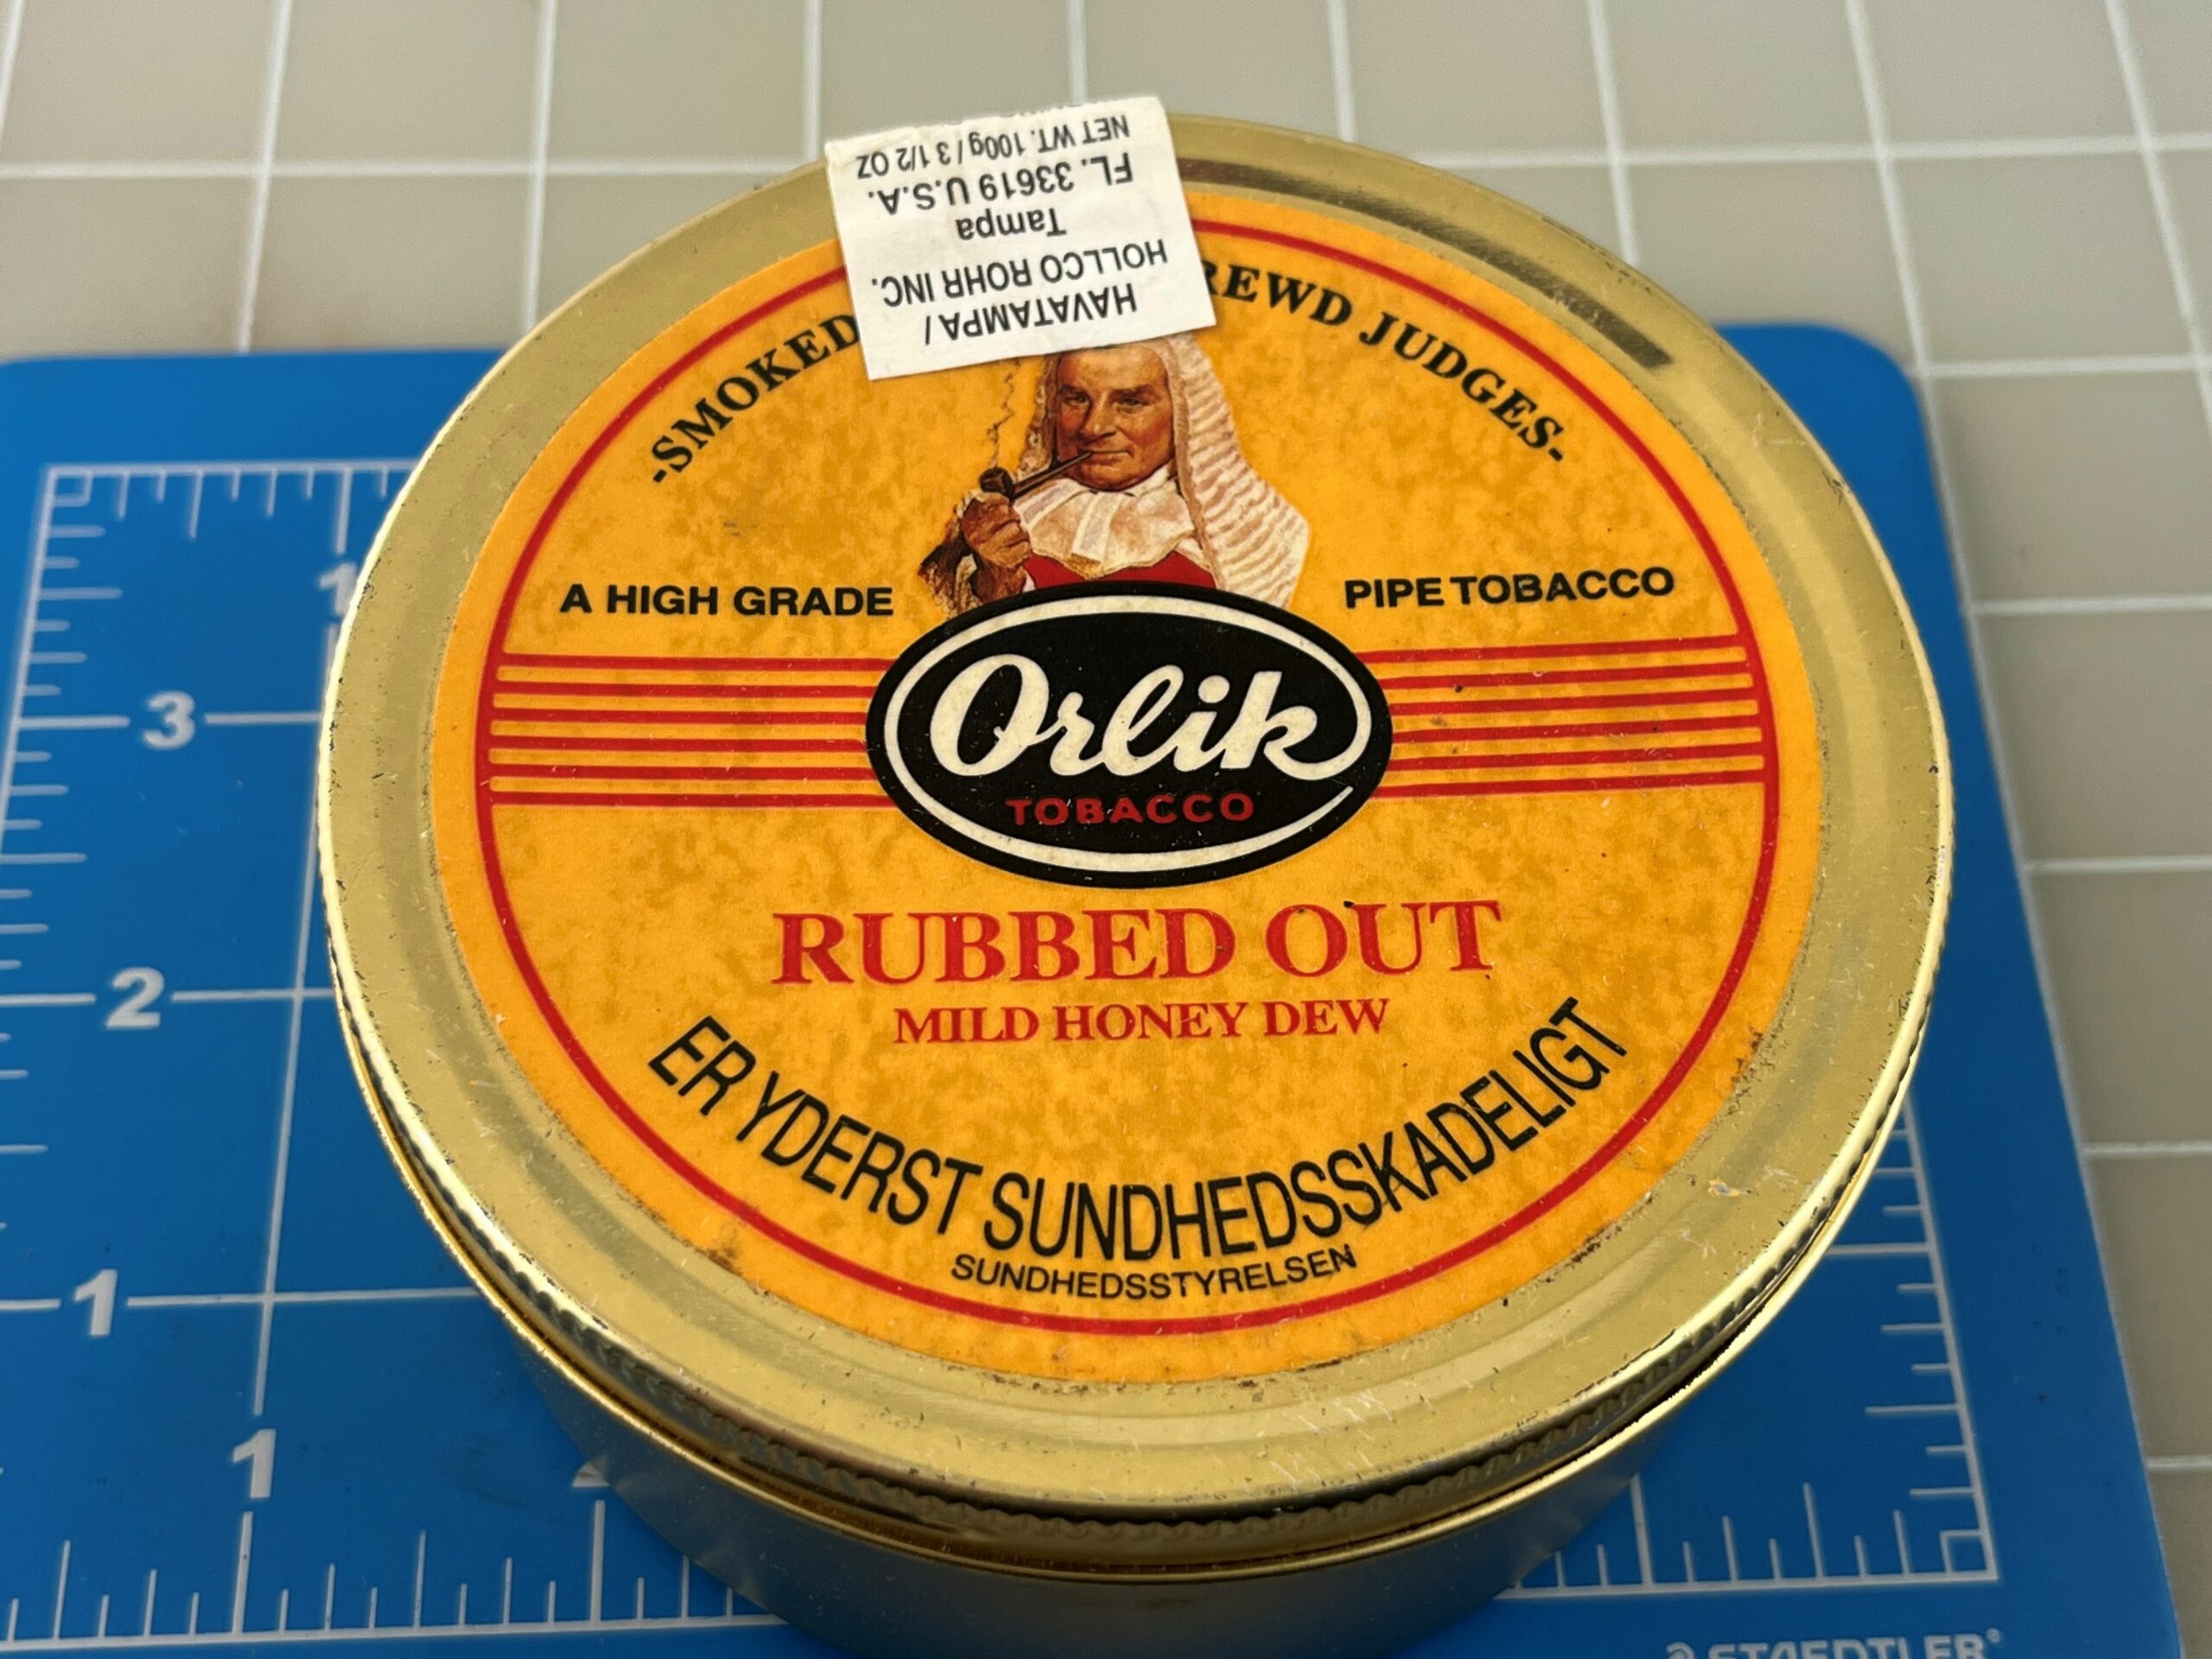 HAVATAMPA/
HOLLCO ROHR INC.
Tampa
FL. 33619 U.S.A.
NET WT. 100g / 3 1/2 OZ
-SMOKED REWD JUDGES-
A HIGH GRADE PIPE TOBACCO
Orlik
TOBACCO
RUBBED OUT
MILD HONEY DEW
ER YDERST SUNDHEDSSKADELIGT
SUNDHEDSSTYRELSEN
1
3
2
1
1
STAEDTLER